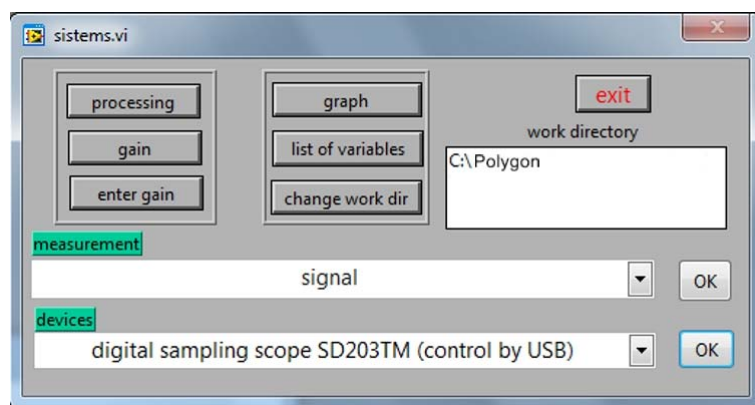 sistems.vi
processing
gain
enter gain
graph
list of variables
change work dir
exit
work directory
C:\Polygon
measurement
signal
OK
devices
digital sampling scope SD203TM (control by USB)
OK